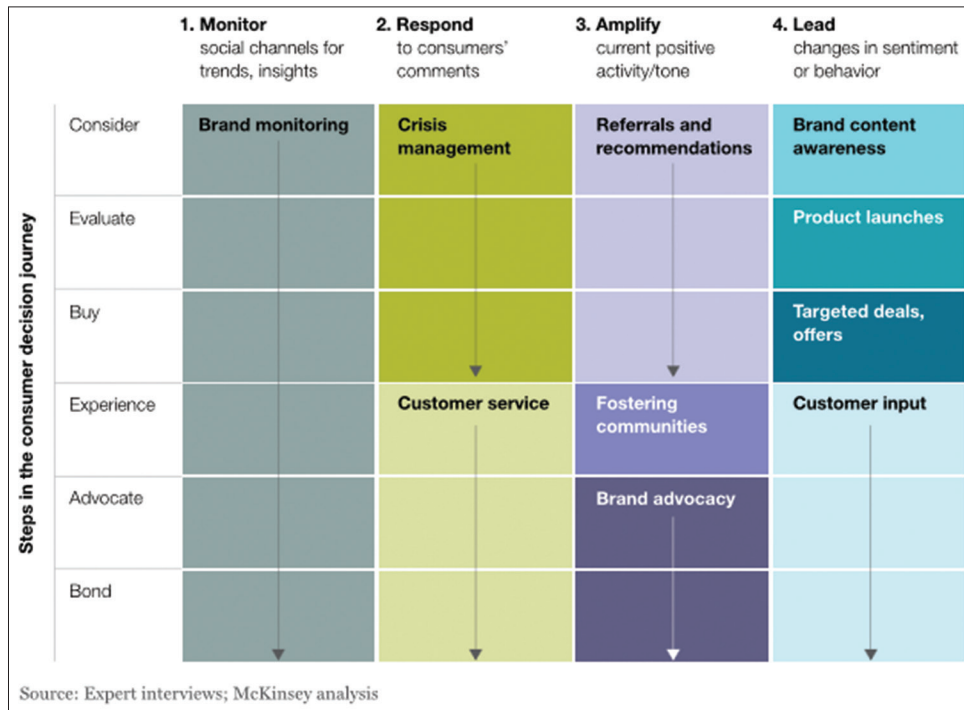 1. Monitor
social channels for
trends, insights
2. Respond
to consumers’
comments
3. Amplify
current positive
activity/tone
4. Lead
changes in sentiment
or behavior
Steps in the consumer decision journey
Consider
Brand monitoring
Crisis
management
Referrals and
recommendations
Brand content
awareness
Evaluate
Product launches
Buy
Targeted deals,
offers
Experience
Customer service
Fostering
communities
Customer input
Advocate
Brand advocacy
Bond
Source: Expert interviews; McKinsey analysis